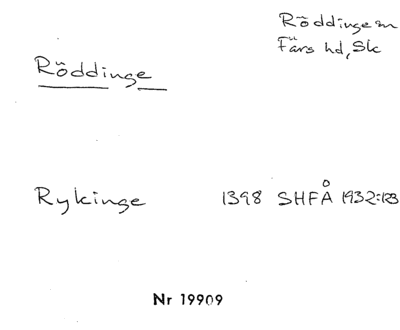 Röddinge sn
Färs hd, Sk
Röddinge
Rykinge 1398 SHFÅ 1932:123
Nr 19909